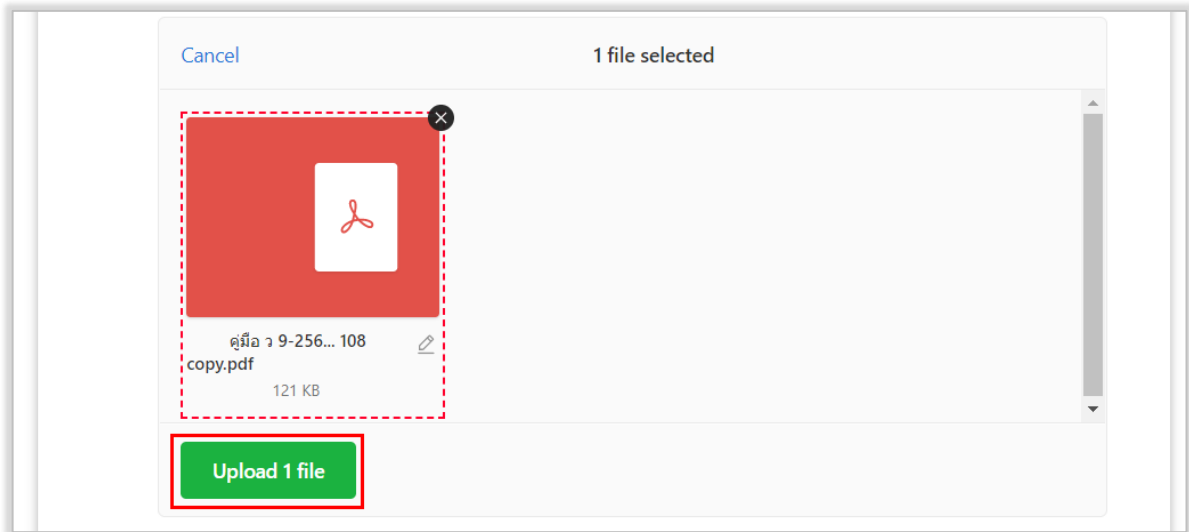 Cancel
1 file selected
คู่มือ ว 9-256... 108
copy.pdf
121 KB
Upload 1 file